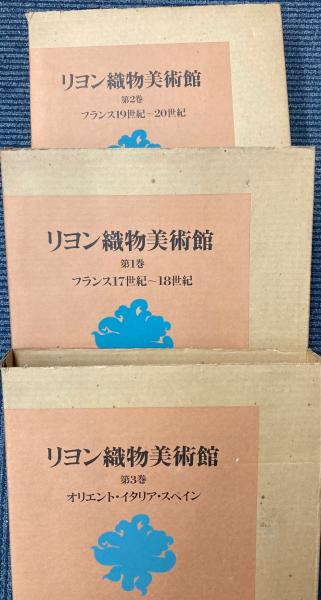 リヨン織物美術館
第2巻
フランス19世紀～20世紀
リヨン織物美術館
第1巻
フランス17世紀～18世紀
リヨン織物美術館
第3巻
オリエント・イタリア・スペイン